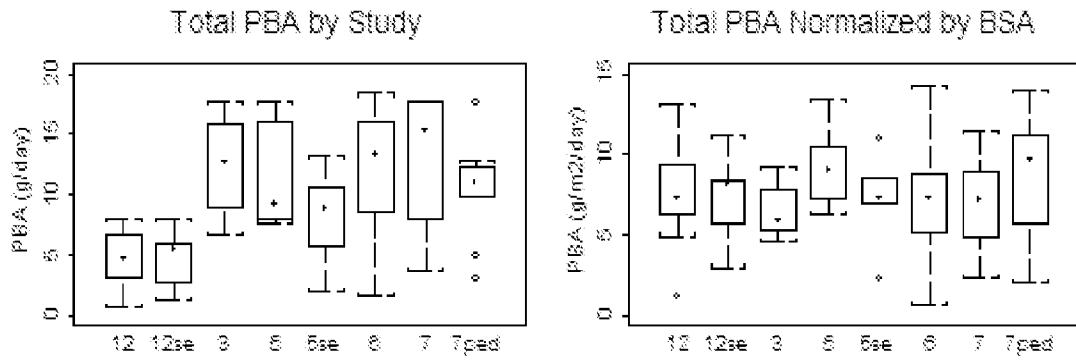 Total PBA by Study
PBA (g/day)
20
15
10
5
0
12 12se 3 5 5se 6 7 7ped
Total PBA Normalized by BSA
PBA (g/m2/day)
15
10
5
0
12 12se 3 5 5se 6 7 7ped